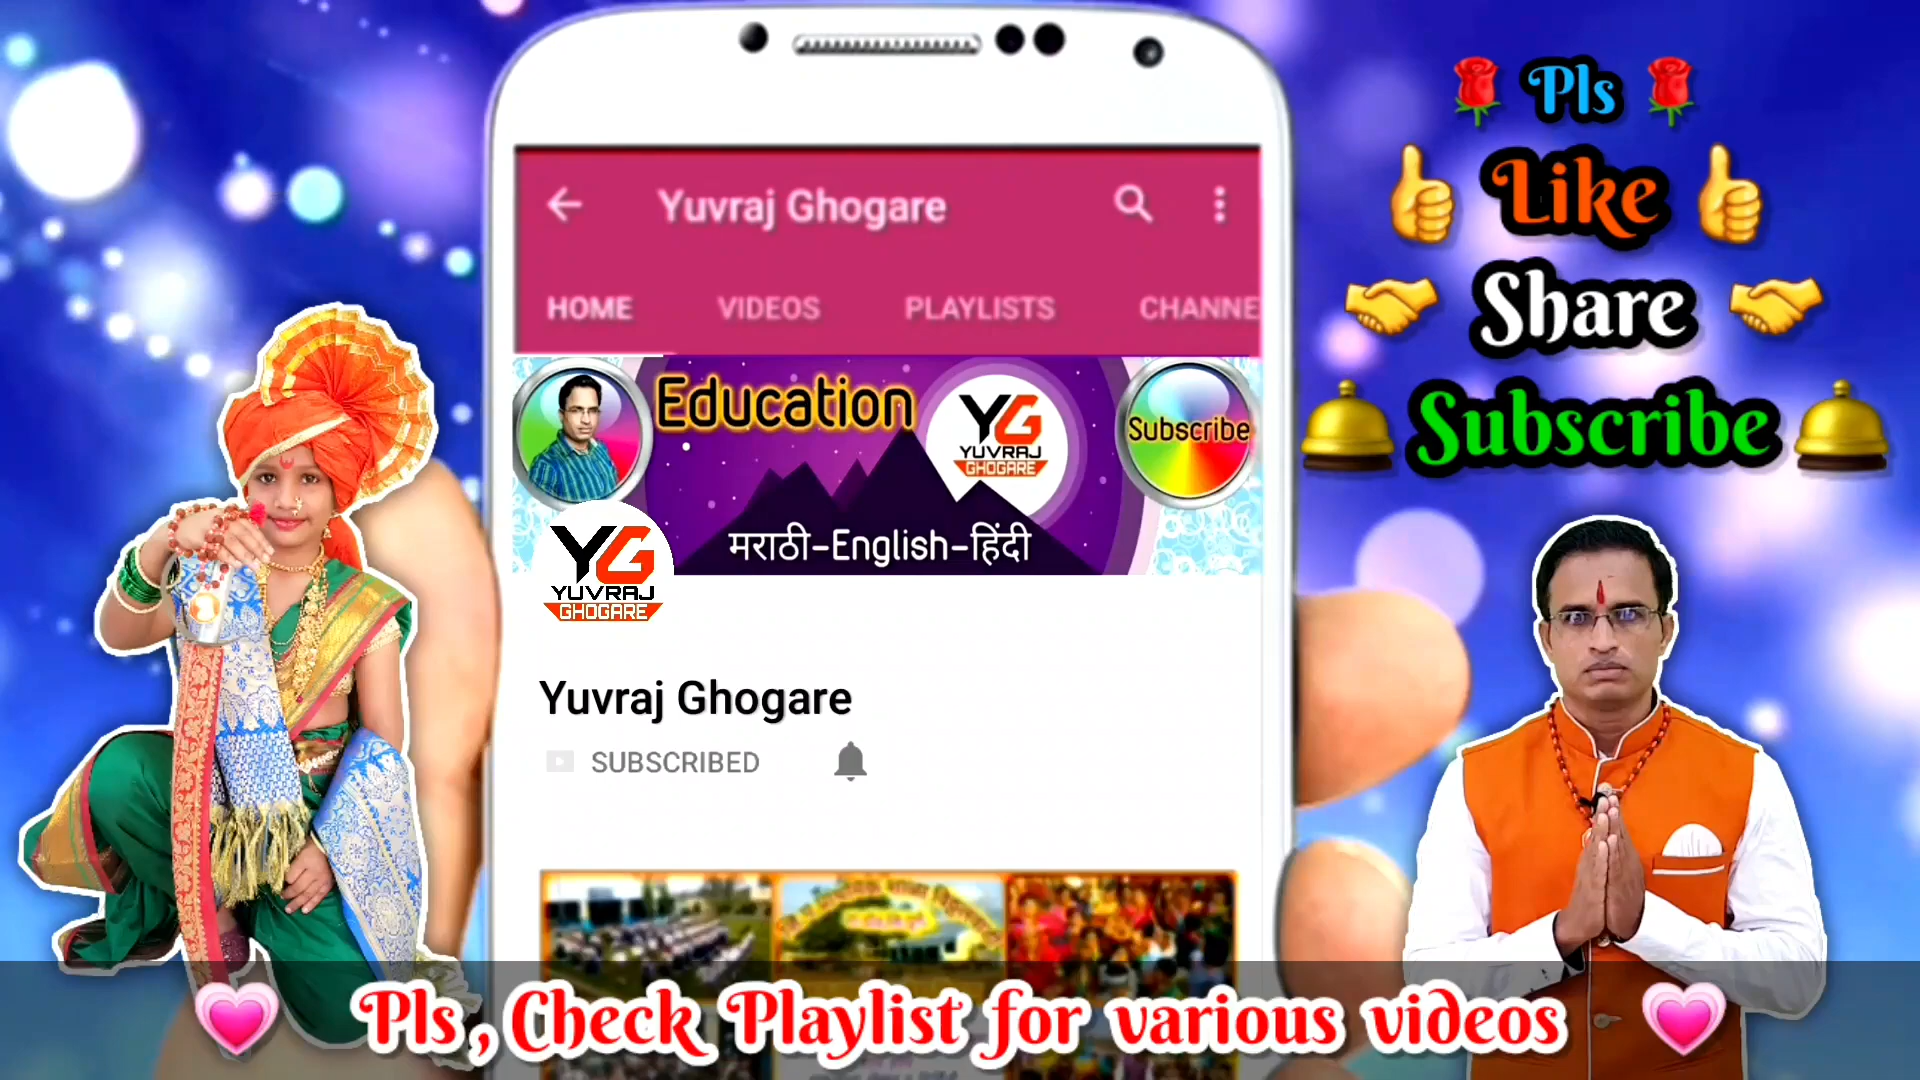 Yuvraj Ghogare
HOME VIDEOS PLAYLISTS CHANNE
Education
YG
YUVRAJ
GHOGARE
Subscribe
मराठी-English-हिंदी
YG
YUVRAJ
GHOGARE
Yuvraj Ghogare
SUBSCRIBED
Pls
Like
Share
Subscribe
Pls, Check Playlist for various videos